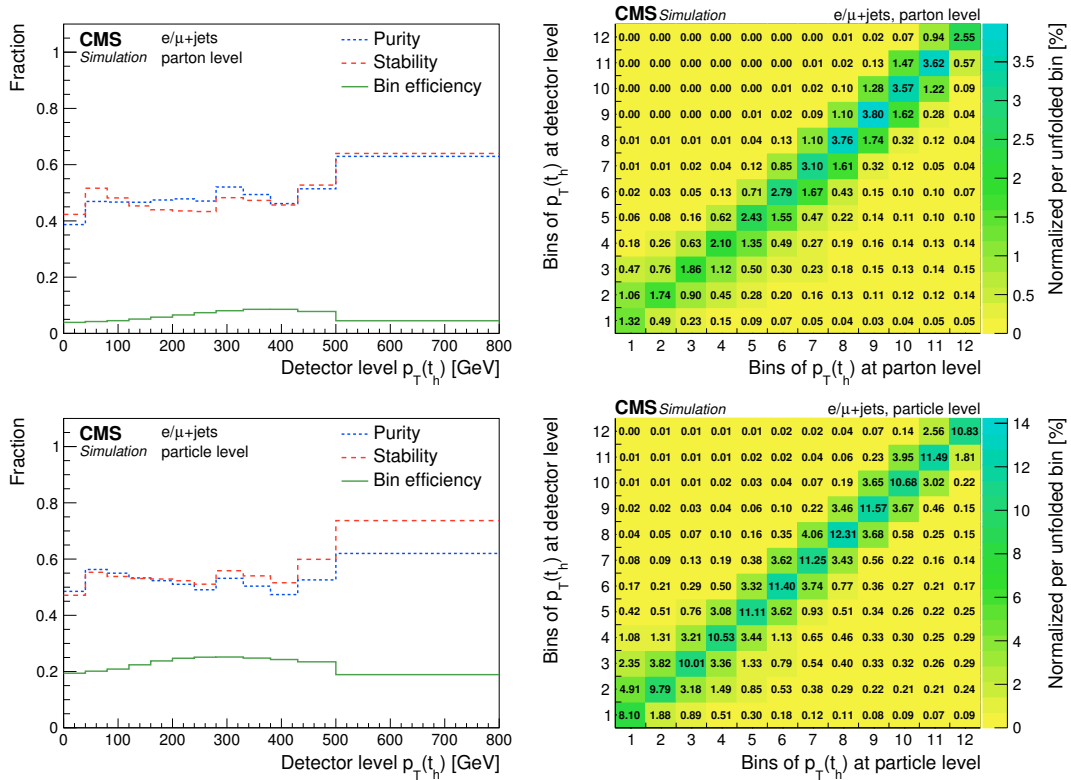 CMS
Simulation
e/μ+jets
parton level
Purity
Stability
Bin efficiency
Fraction
1
0.8
0.6
0.4
0.2
0
0 100 200 300 400 500 600 700 800
Detector level p_T(t_h) [GeV]
CMS Simulation e/μ+jets, parton level
Bins of p_T(t_h) at detector level
12 0.00 0.00 0.00 0.00 0.00 0.00 0.00 0.01 0.02 0.07 0.94 2.55
11 0.00 0.00 0.00 0.00 0.00 0.00 0.01 0.02 0.13 1.47 3.62 0.57
10 0.00 0.00 0.00 0.00 0.01 0.01 0.02 0.10 1.28 3.57 1.22 0.09
9 0.00 0.00 0.00 0.01 0.01 0.02 0.09 1.10 3.80 1.62 0.28 0.04
8 0.00 0.01 0.01 0.01 0.04 0.13 1.10 3.76 1.74 0.32 0.12 0.04
7 0.01 0.01 0.02 0.04 0.12 0.85 3.10 1.61 0.32 0.12 0.05 0.04
6 0.02 0.03 0.05 0.13 0.71 2.79 1.67 0.43 0.15 0.10 0.10 0.07
5 0.06 0.08 0.16 0.62 2.43 1.55 0.47 0.22 0.14 0.11 0.10 0.10
4 0.18 0.26 0.63 2.10 1.35 0.49 0.27 0.19 0.16 0.14 0.13 0.14
3 0.47 0.76 1.86 1.12 0.50 0.30 0.23 0.18 0.15 0.13 0.14 0.15
2 1.06 1.74 0.90 0.45 0.28 0.20 0.16 0.13 0.11 0.12 0.12 0.14
1 1.32 0.49 0.23 0.15 0.09 0.07 0.05 0.04 0.03 0.04 0.05 0.05
1 2 3 4 5 6 7 8 9 10 11 12
Bins of p_T(t_h) at parton level
3.5
3
2.5
2
1.5
1
0.5
0
Normalized per unfolded bin [%]
CMS
Simulation
e/μ+jets
particle level
Purity
Stability
Bin efficiency
Fraction
1
0.8
0.6
0.4
0.2
0
0 100 200 300 400 500 600 700 800
Detector level p_T(t_h) [GeV]
CMS Simulation e/μ+jets, particle level
Bins of p_T(t_h) at detector level
12 0.00 0.01 0.01 0.01 0.01 0.02 0.02 0.04 0.07 0.14 2.56 10.83
11 0.01 0.01 0.01 0.02 0.02 0.02 0.04 0.06 0.23 3.95 11.49 1.81
10 0.01 0.01 0.02 0.02 0.03 0.04 0.07 0.19 3.65 10.68 3.02 0.22
9 0.02 0.02 0.03 0.04 0.06 0.10 0.22 3.46 11.57 3.67 0.46 0.15
8 0.04 0.05 0.07 0.10 0.16 0.35 4.06 12.31 3.68 0.58 0.25 0.15
7 0.08 0.09 0.13 0.19 0.38 3.62 11.25 3.43 0.56 0.22 0.16 0.14
6 0.17 0.21 0.29 0.50 3.32 11.40 3.74 0.77 0.36 0.27 0.21 0.17
5 0.42 0.51 0.76 3.08 11.11 3.62 0.93 0.51 0.34 0.26 0.22 0.25
4 1.08 1.31 3.21 10.53 3.44 1.13 0.65 0.46 0.33 0.30 0.25 0.29
3 2.35 3.82 10.01 3.36 1.33 0.79 0.54 0.40 0.33 0.32 0.26 0.29
2 4.91 9.79 3.18 1.49 0.85 0.53 0.38 0.29 0.22 0.21 0.21 0.24
1 8.10 1.88 0.89 0.51 0.30 0.18 0.12 0.11 0.08 0.09 0.07 0.09
1 2 3 4 5 6 7 8 9 10 11 12
Bins of p_T(t_h) at particle level
14
12
10
8
6
4
2
0
Normalized per unfolded bin [%]